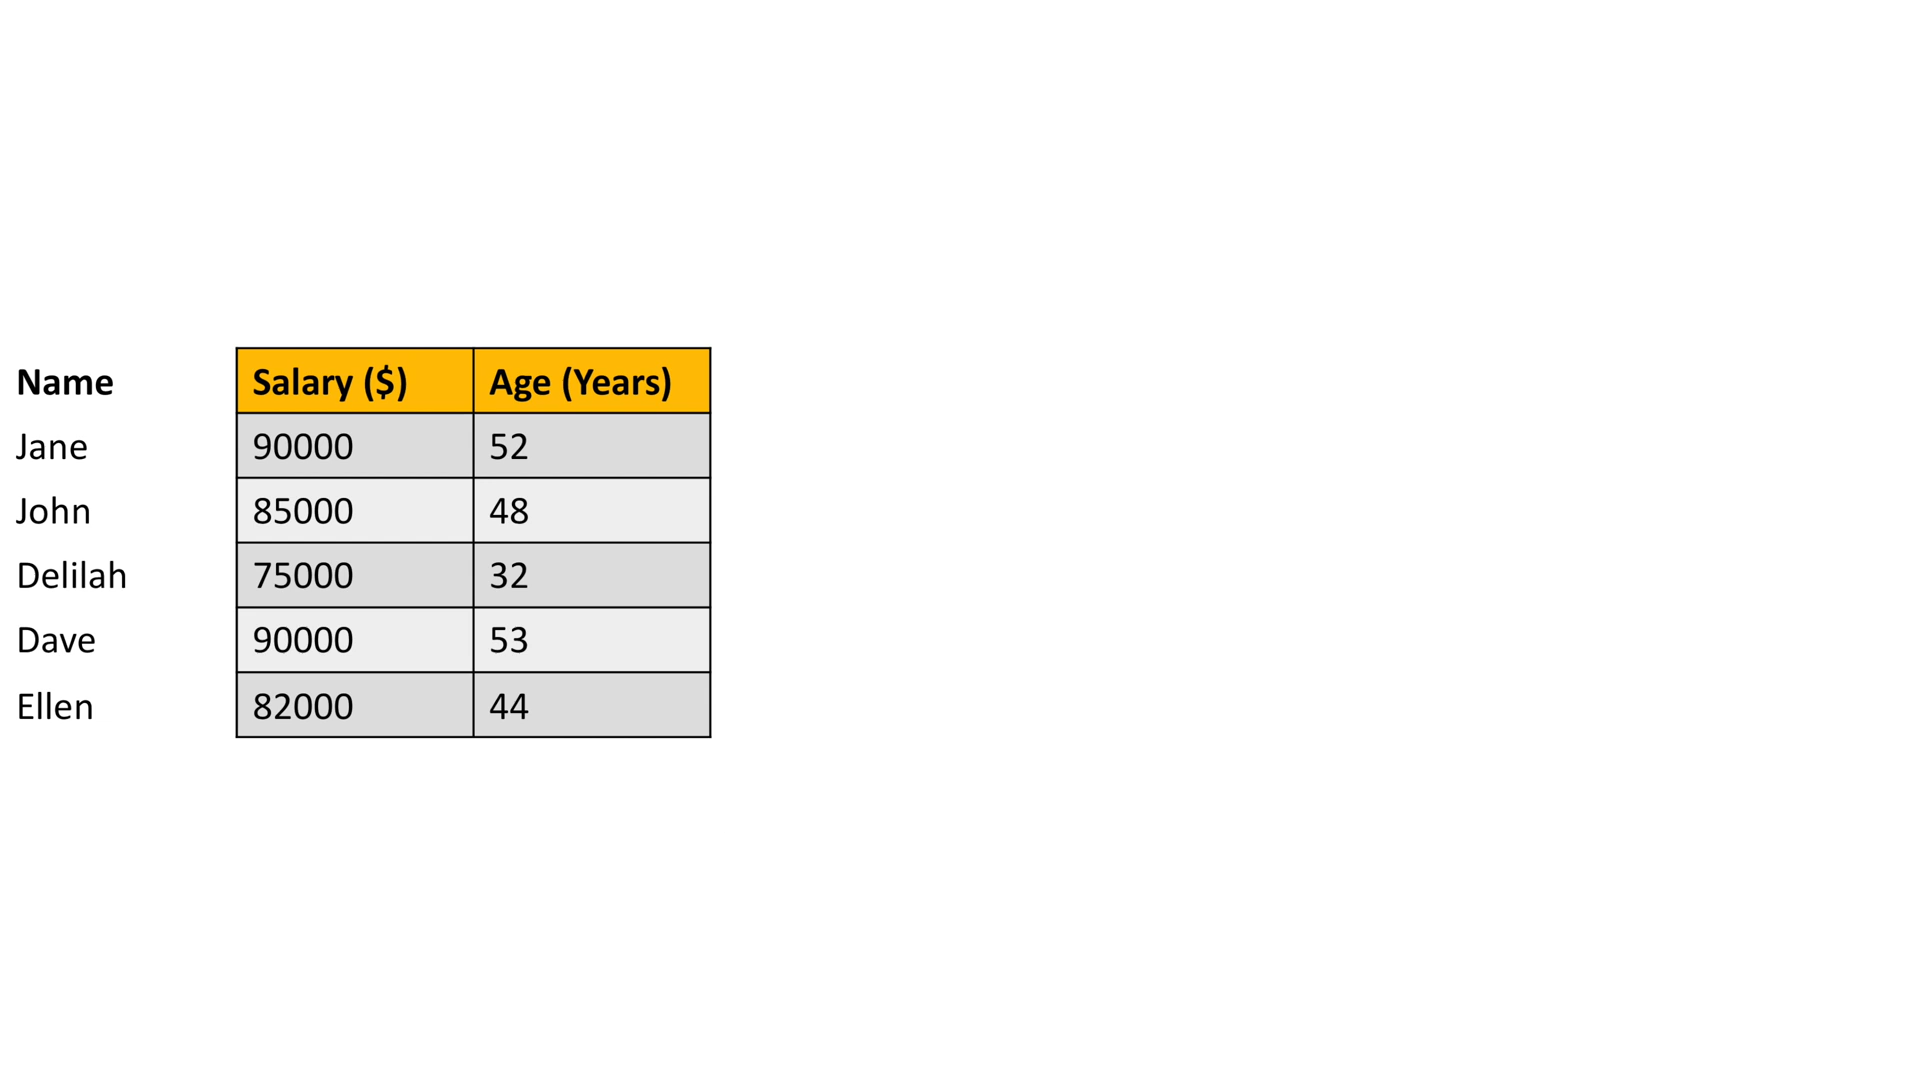 Name Salary ($) Age (Years)
Jane 90000 52
John 85000 48
Delilah 75000 32
Dave 90000 53
Ellen 82000 44